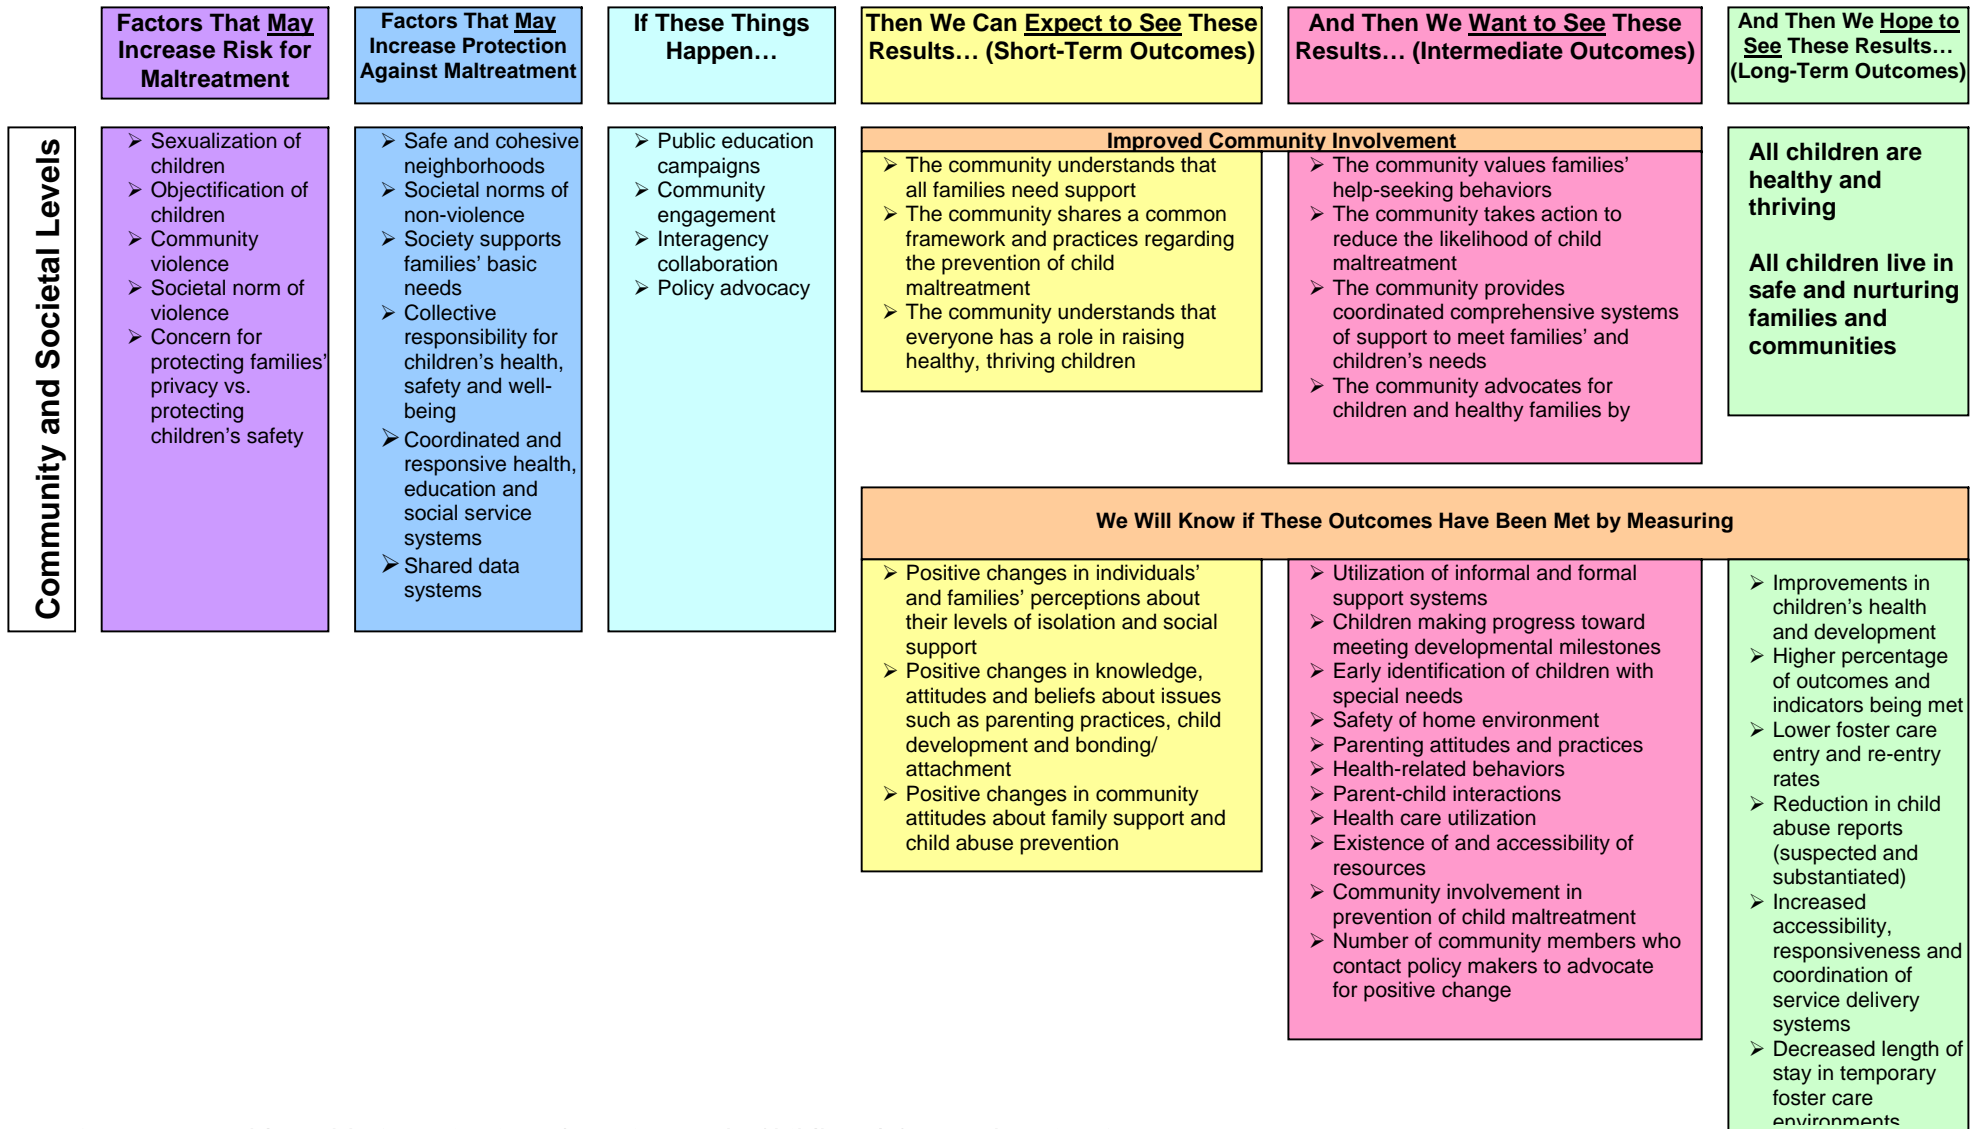 Factors That May
Increase Risk for
Maltreatment
Factors That May
Increase Protection
Against Maltreatment
If These Things
Happen…
Then We Can Expect to See These
Results… (Short-Term Outcomes)
And Then We Want to See These
Results… (Intermediate Outcomes)
And Then We Hope to
See These Results…
(Long-Term Outcomes)
Community and Societal Levels
➢ Sexualization of
children
➢ Objectification of
children
➢ Community
violence
➢ Societal norm of
violence
➢ Concern for
protecting families’
privacy vs.
protecting
children’s safety
➢ Safe and cohesive
neighborhoods
➢ Societal norms of
non-violence
➢ Society supports
families’ basic
needs
➢ Collective
responsibility for
children’s health,
safety and well-
being
➢ Coordinated and
responsive health,
education and
social service
systems
➢ Shared data
systems
➢ Public education
campaigns
➢ Community
engagement
➢ Interagency
collaboration
➢ Policy advocacy
Improved Community Involvement
➢ The community understands that
all families need support
➢ The community shares a common
framework and practices regarding
the prevention of child
maltreatment
➢ The community understands that
everyone has a role in raising
healthy, thriving children
➢ The community values families’
help-seeking behaviors
➢ The community takes action to
reduce the likelihood of child
maltreatment
➢ The community provides
coordinated comprehensive systems
of support to meet families’ and
children’s needs
➢ The community advocates for
children and healthy families by
All children are
healthy and
thriving
All children live in
safe and nurturing
families and
communities
We Will Know if These Outcomes Have Been Met by Measuring
➢ Positive changes in individuals’
and families’ perceptions about
their levels of isolation and social
support
➢ Positive changes in knowledge,
attitudes and beliefs about issues
such as parenting practices, child
development and bonding/
attachment
➢ Positive changes in community
attitudes about family support and
child abuse prevention
➢ Utilization of informal and formal
support systems
➢ Children making progress toward
meeting developmental milestones
➢ Early identification of children with
special needs
➢ Safety of home environment
➢ Parenting attitudes and practices
➢ Health-related behaviors
➢ Parent-child interactions
➢ Health care utilization
➢ Existence of and accessibility of
resources
➢ Community involvement in
prevention of child maltreatment
➢ Number of community members who
contact policy makers to advocate
for positive change
➢ Improvements in
children’s health
and development
➢ Higher percentage
of outcomes and
indicators being met
➢ Lower foster care
entry and re-entry
rates
➢ Reduction in child
abuse reports
(suspected and
substantiated)
➢ Increased
accessibility,
responsiveness and
coordination of
service delivery
systems
➢ Decreased length of
stay in temporary
foster care
environments